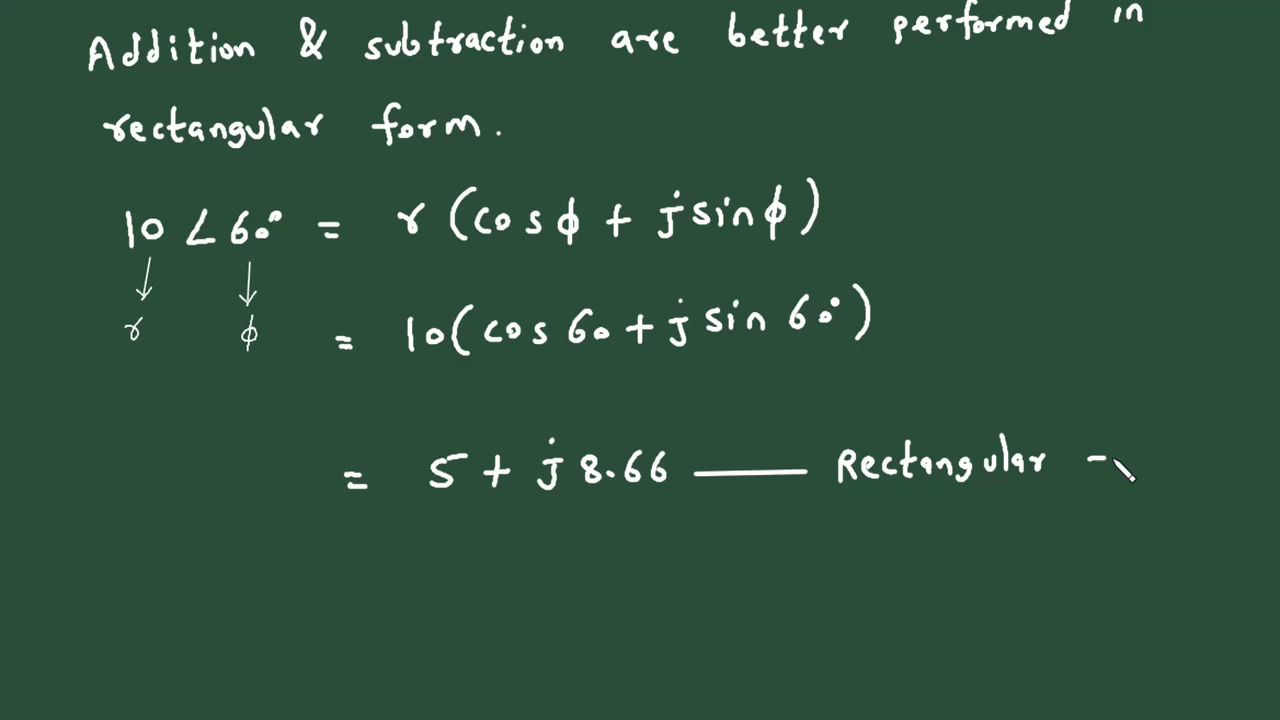 Addition & subtraction are better performed in
rectangular form.
10 ∠ 60° = r (cos ϕ + j sin ϕ)
r ϕ
= 10 (cos 60 + j sin 60°)
= 5 + j 8.66 —— Rectangular -